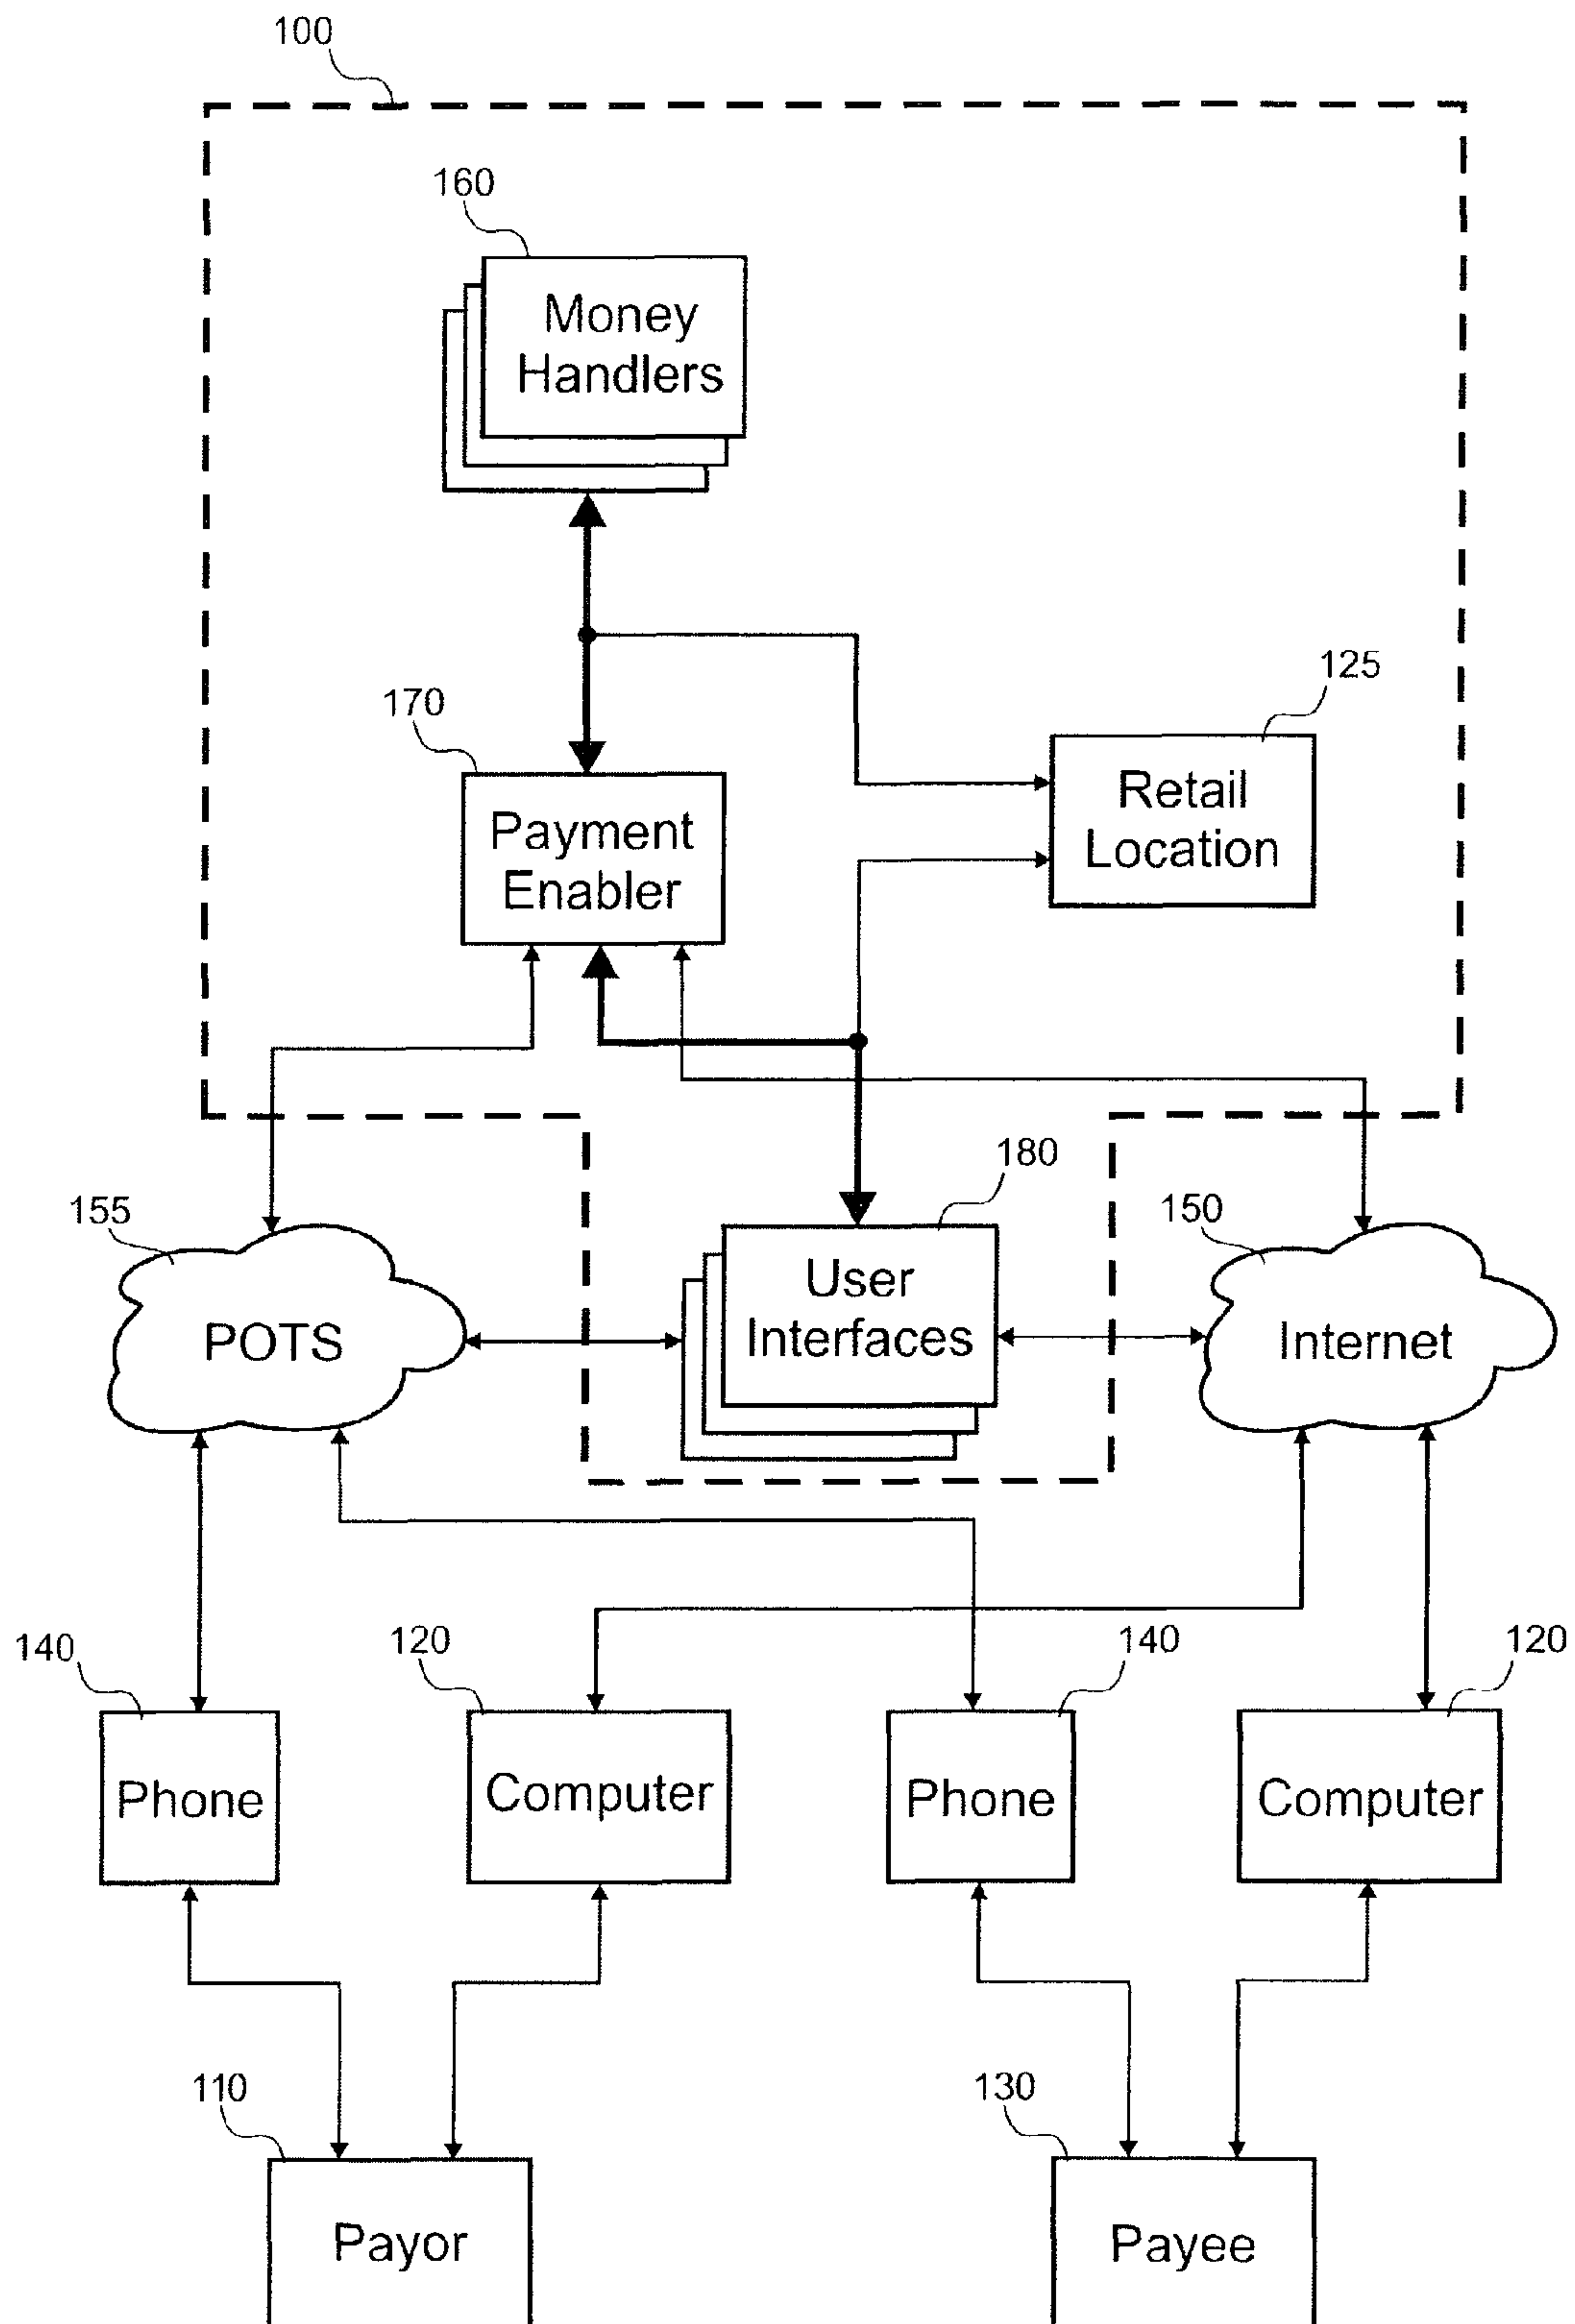 100
160
Money
Handlers
125
170
Retail
Location
Payment
Enabler
180
155
150
User
Interfaces
POTS
Internet
140
120
140
120
Phone
Computer
Phone
Computer
110
130
Payor
Payee